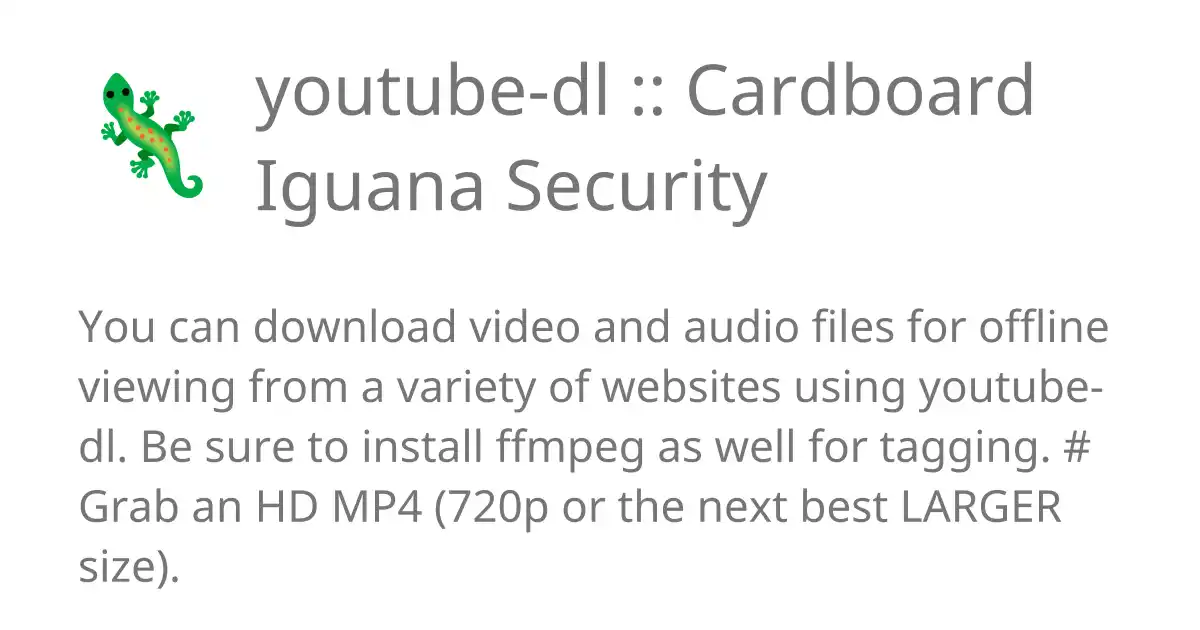 youtube-dl :: Cardboard
Iguana Security
You can download video and audio files for offline
viewing from a variety of websites using youtube-
dl. Be sure to install ffmpeg as well for tagging. #
Grab an HD MP4 (720p or the next best LARGER
size).